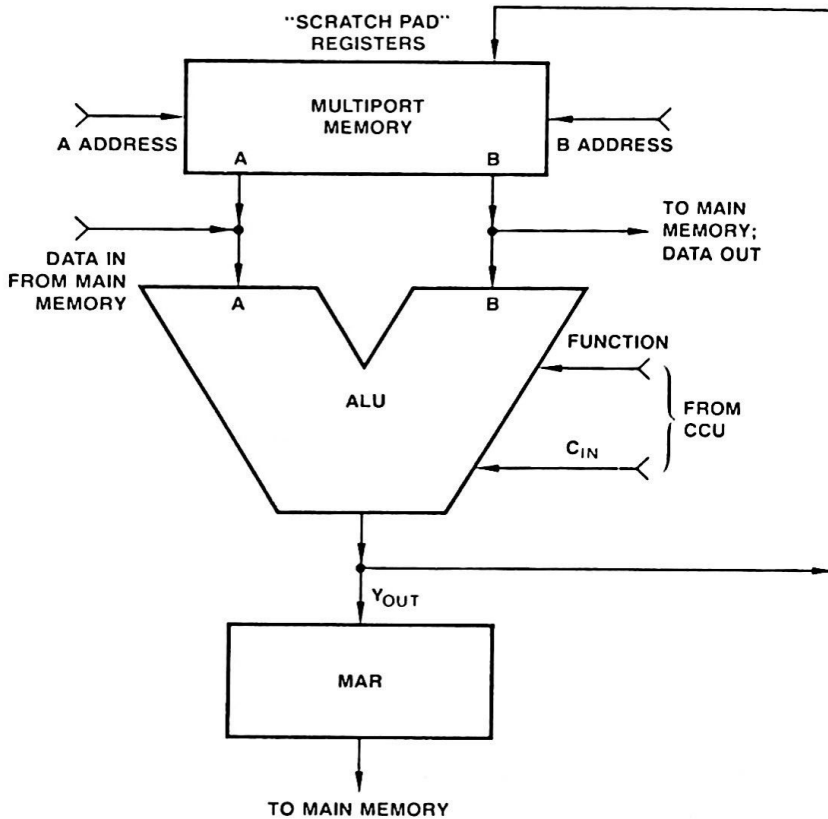 "SCRATCH PAD"
REGISTERS
MULTIPORT
MEMORY
A ADDRESS
B ADDRESS
A
B
DATA IN
FROM MAIN
MEMORY
TO MAIN
MEMORY;
DATA OUT
A
B
FUNCTION
ALU
FROM
CCU
CIN
YOUT
MAR
TO MAIN MEMORY